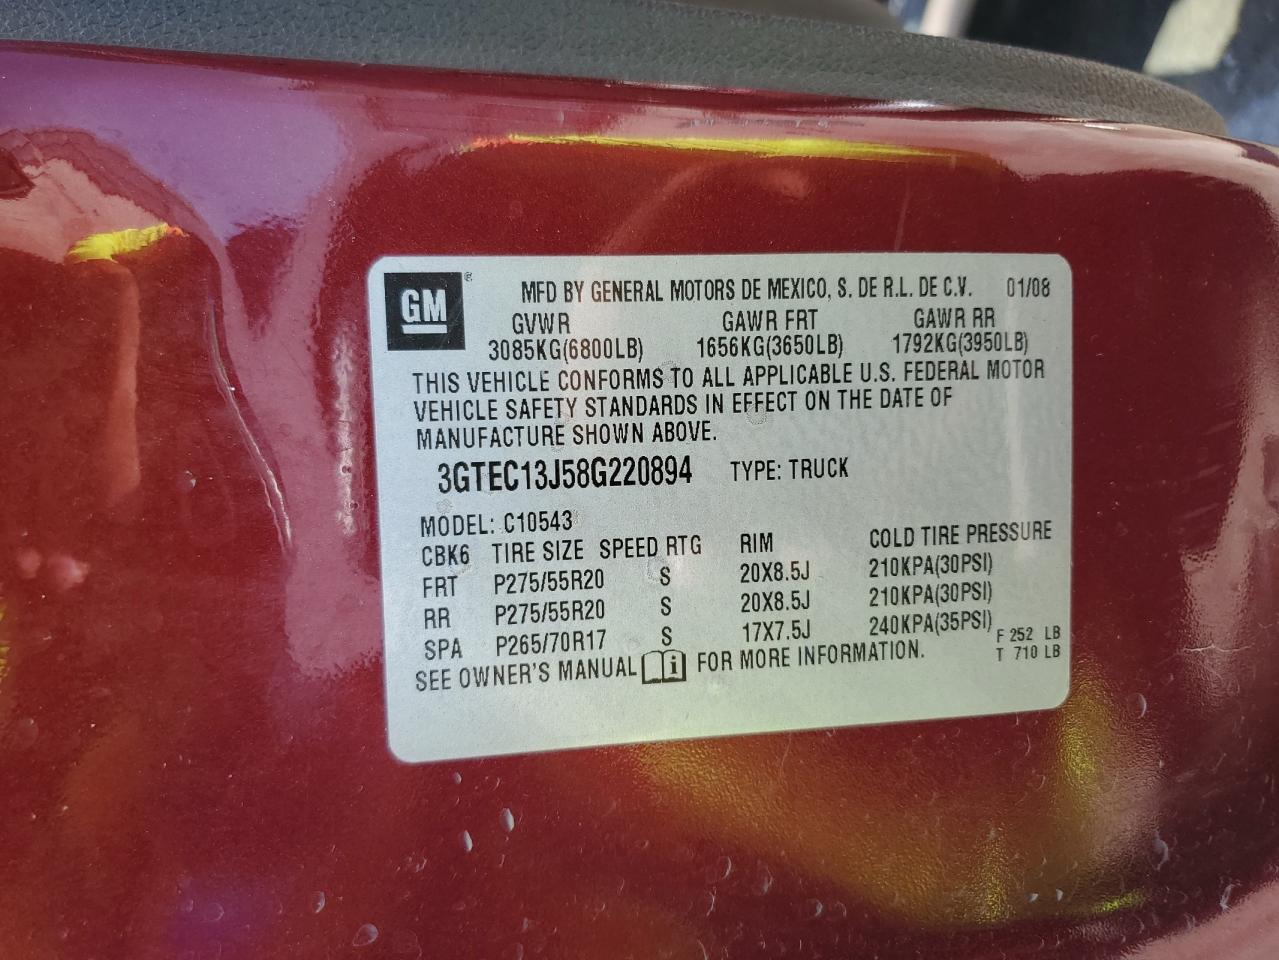 GM ® MFD BY GENERAL MOTORS DE MEXICO, S. DE R.L. DE C.V. 01/08
GVWR GAWR FRT GAWR RR
3085KG(6800LB) 1656KG(3650LB) 1792KG(3950LB)
THIS VEHICLE CONFORMS TO ALL APPLICABLE U.S. FEDERAL MOTOR
VEHICLE SAFETY STANDARDS IN EFFECT ON THE DATE OF
MANUFACTURE SHOWN ABOVE.
3GTEC13J58G220894 TYPE: TRUCK
MODEL: C10543
CBK6 TIRE SIZE SPEED RTG RIM COLD TIRE PRESSURE
FRT P275/55R20 S 20X8.5J 210KPA(30PSI)
RR P275/55R20 S 20X8.5J 210KPA(30PSI)
SPA P265/70R17 S 17X7.5J 240KPA(35PSI) F 252 LB
SEE OWNER'S MANUAL i FOR MORE INFORMATION. T 710 LB